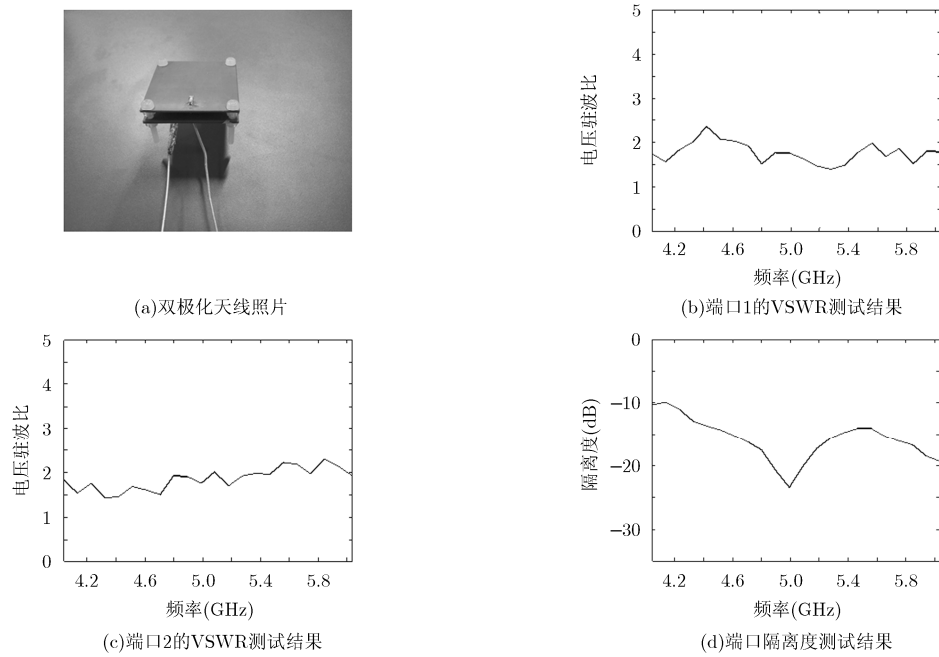 5
4
3
2
1
0
电压驻波比
4.2 4.6 5.0 5.4 5.8
频率(GHz)
(a)双极化天线照片
(b)端口1的VSWR测试结果
5
4
3
2
1
0
电压驻波比
4.2 4.6 5.0 5.4 5.8
频率(GHz)
(c)端口2的VSWR测试结果
0
−10
−20
−30
隔离度(dB)
4.2 4.6 5.0 5.4 5.8
频率(GHz)
(d)端口隔离度测试结果